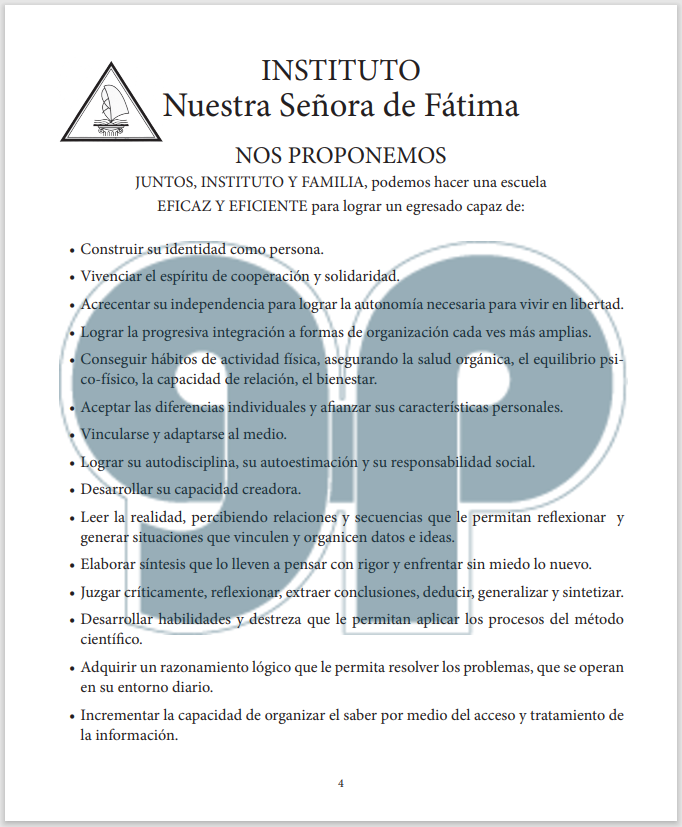 INSTITUTO
Nuestra Señora de Fátima
NOS PROPONEMOS
JUNTOS, INSTITUTO Y FAMILIA, podemos hacer una escuela
EFICAZ Y EFICIENTE para lograr un egresado capaz de:
• Construir su identidad como persona.
• Vivenciar el espíritu de cooperación y solidaridad.
• Acrecentar su independencia para lograr la autonomía necesaria para vivir en libertad.
• Lograr la progresiva integración a formas de organización cada ves más amplias.
• Conseguir hábitos de actividad física, asegurando la salud orgánica, el equilibrio psi-
co-físico, la capacidad de relación, el bienestar.
• Aceptar las diferencias individuales y afianzar sus características personales.
• Vincularse y adaptarse al medio.
• Lograr su autodisciplina, su autoestimación y su responsabilidad social.
• Desarrollar su capacidad creadora.
• Leer la realidad, percibiendo relaciones y secuencias que le permitan reflexionar y
generar situaciones que vinculen y organicen datos e ideas.
• Elaborar síntesis que lo lleven a pensar con rigor y enfrentar sin miedo lo nuevo.
• Juzgar críticamente, reflexionar, extraer conclusiones, deducir, generalizar y sintetizar.
• Desarrollar habilidades y destreza que le permitan aplicar los procesos del método
científico.
• Adquirir un razonamiento lógico que le permita resolver los problemas, que se operan
en su entorno diario.
• Incrementar la capacidad de organizar el saber por medio del acceso y tratamiento de
la información.
gp
4